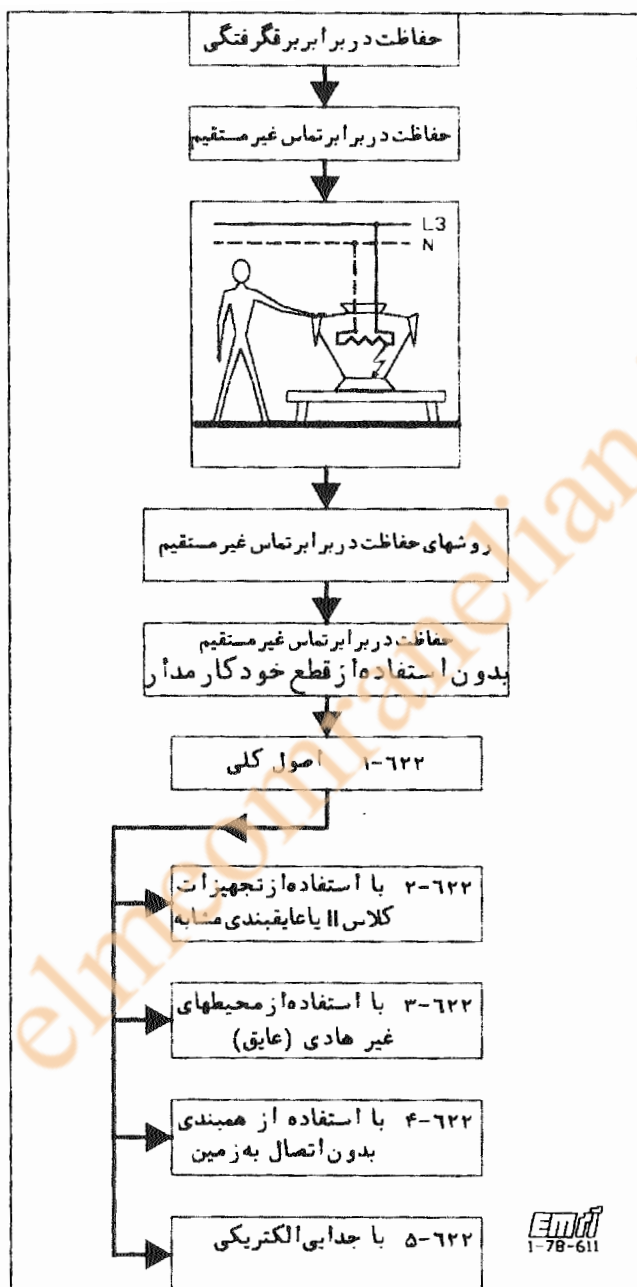 حفاظت در برابر برقگرفتگی
حفاظت در برابر تماس غیر مستقیم
L3
N
روشهای حفاظت در برابر تماس غیر مستقیم
حفاظت در برابر تماس غیر مستقیم
بدون استفاده از قطع خودکار مدار
۱-۶۲۲ اصول کلی
۲-۶۲۲ با استفاده از تجهیزات
کلاس II یا عایقبندی مشابه
۳-۶۲۲ با استفاده از محیطهای
غیر هادی (عایق)
۴-۶۲۲ با استفاده از همبندی
بدون اتصال به زمین
۵-۶۲۲ با جدایی الکتریکی
emri
1-78-611
elmeomranelian